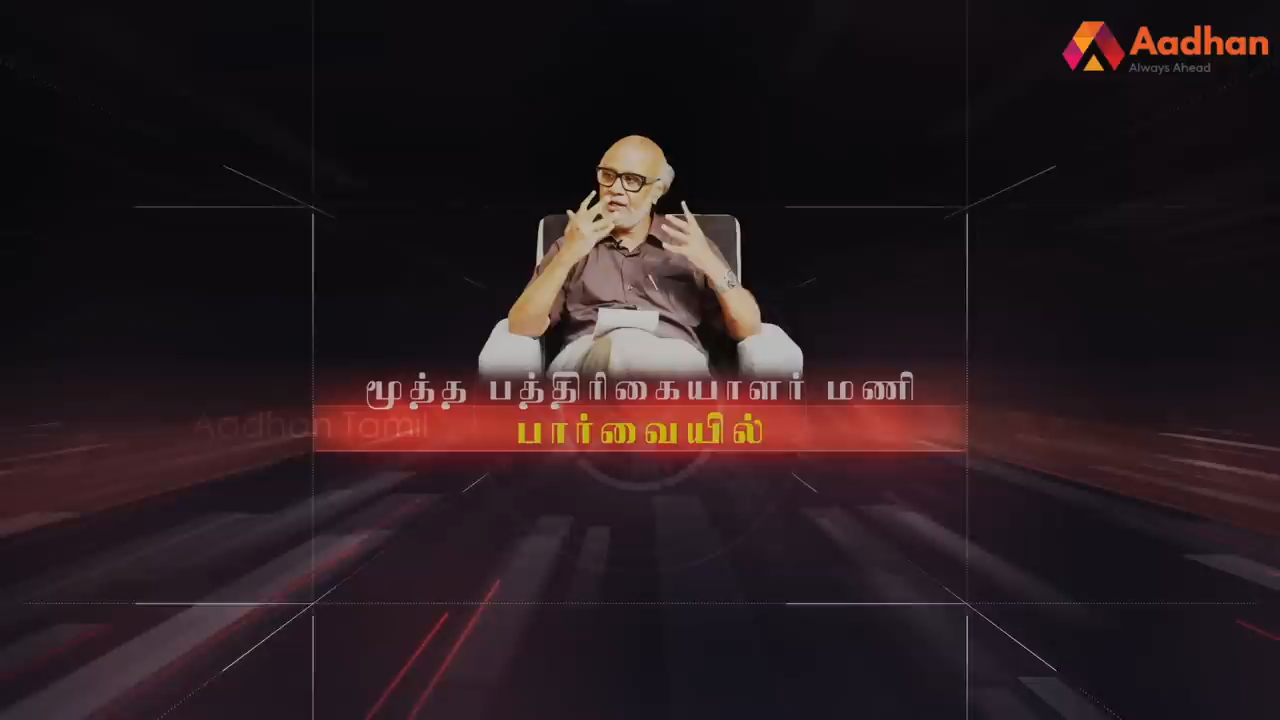 Aadhan
Always Ahead
மூத்த பத்திரிகையாளர் மணி
பார்வையில்
Aadhan Tamil